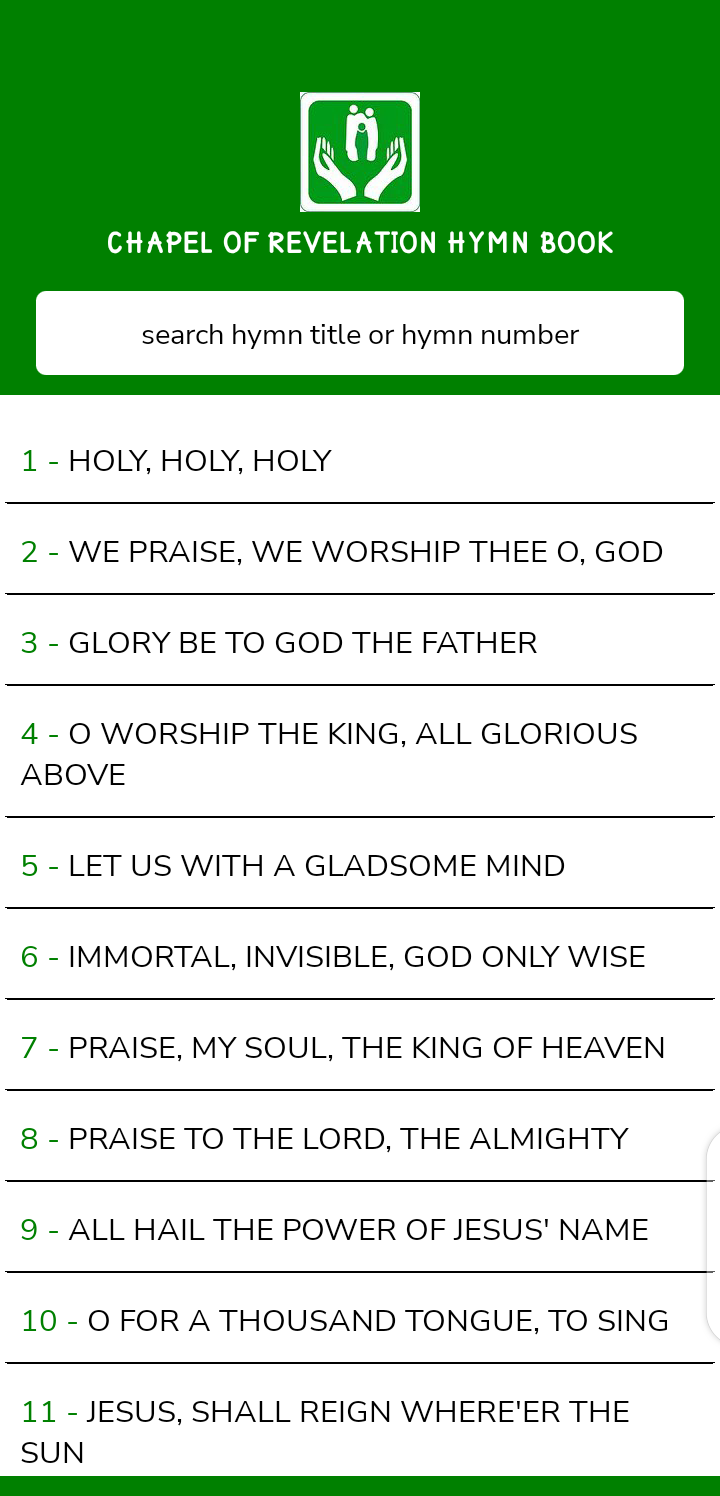 CHAPEL OF REVELATION HYMN BOOK
search hymn title or hymn number
1 - HOLY, HOLY, HOLY
2 - WE PRAISE, WE WORSHIP THEE O, GOD
3 - GLORY BE TO GOD THE FATHER
4 - O WORSHIP THE KING, ALL GLORIOUS
ABOVE
5 - LET US WITH A GLADSOME MIND
6 - IMMORTAL, INVISIBLE, GOD ONLY WISE
7 - PRAISE, MY SOUL, THE KING OF HEAVEN
8 - PRAISE TO THE LORD, THE ALMIGHTY
9 - ALL HAIL THE POWER OF JESUS' NAME
10 - O FOR A THOUSAND TONGUE, TO SING
11 - JESUS, SHALL REIGN WHERE'ER THE
SUN